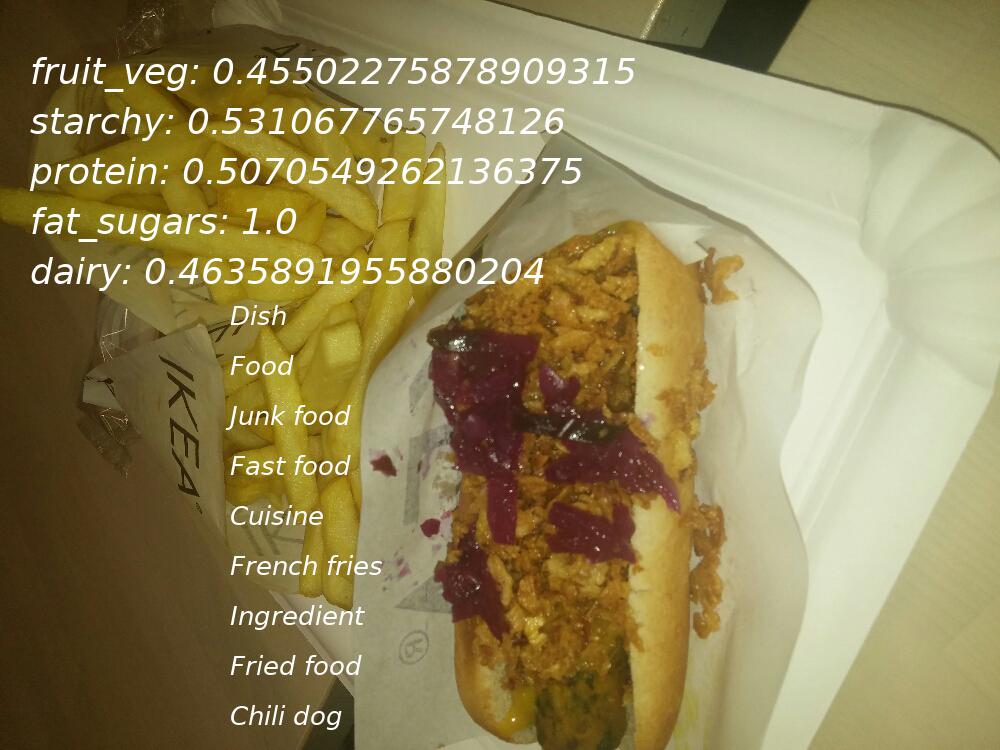 fruit_veg: 0.45502275878909315
starchy: 0.531067765748126
protein: 0.5070549262136375
fat_sugars: 1.0
dairy: 0.4635891955880204
Dish
Food
Junk food
Fast food
IKEA
Cuisine
French fries
Ingredient
Fried food
Chili dog